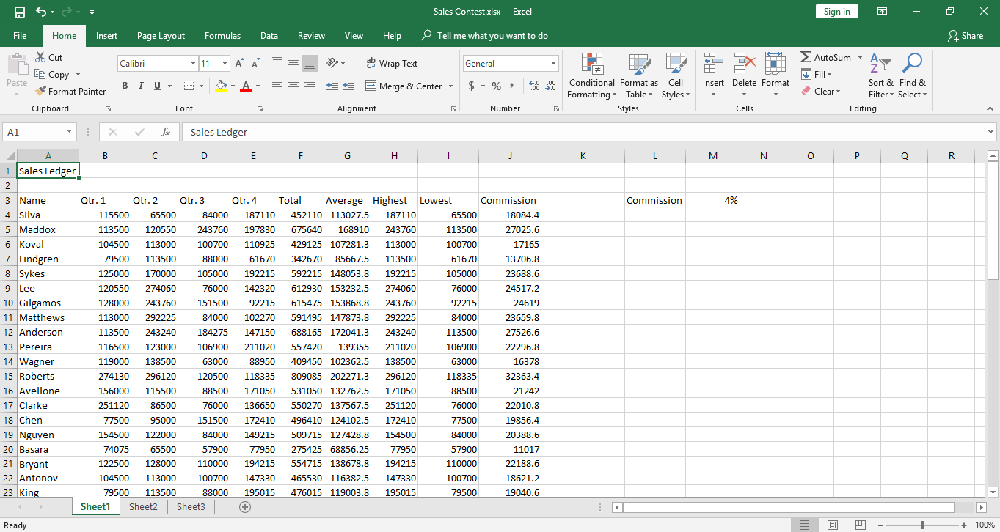 Sales Contest.xlsx - Excel
Sign in
File Home Insert Page Layout Formulas Data Review View Help Tell me what you want to do Share
Paste
Cut
Copy
Format Painter
Clipboard
Calibri 11
B I U
Font
Wrap Text
Merge & Center
Alignment
General
$ % ,
Number
Conditional Formatting
Format as Table
Cell Styles
Styles
Insert Delete Format
Cells
AutoSum
Fill
Clear
Sort & Filter
Find & Select
Editing
A1 fx Sales Ledger
A B C D E F G H I J K L M N O P Q R
1 Sales Ledger
2
3 Name Qtr. 1 Qtr. 2 Qtr. 3 Qtr. 4 Total Average Highest Lowest Commission Commission 4%
4 Silva 115500 65500 84000 187110 452110 113027.5 187110 65500 18084.4
5 Maddox 113500 120550 243760 197830 675640 168910 243760 113500 27025.6
6 Koval 104500 113000 100700 110925 429125 107281.3 113000 100700 17165
7 Lindgren 79500 113500 88000 61670 342670 85667.5 113500 61670 13706.8
8 Sykes 125000 170000 105000 192215 592215 148053.8 192215 105000 23688.6
9 Lee 120550 274060 76000 142320 612930 153232.5 274060 76000 24517.2
10 Gilgamos 128000 243760 151500 92215 615475 153868.8 243760 92215 24619
11 Matthews 113000 292225 84000 102270 591495 147873.8 292225 84000 23659.8
12 Anderson 113500 243240 184275 147150 688165 172041.3 243240 113500 27526.6
13 Pereira 116500 123000 106900 211020 557420 139355 211020 106900 22296.8
14 Wagner 119000 138500 63000 88950 409450 102362.5 138500 63000 16378
15 Roberts 274130 296120 120500 118335 809085 202271.3 296120 118335 32363.4
16 Avellone 156000 115500 88500 171050 531050 132762.5 171050 88500 21242
17 Clarke 251120 86500 76000 136650 550270 137567.5 251120 76000 22010.8
18 Chen 77500 95000 151500 172410 496410 124102.5 172410 77500 19856.4
19 Nguyen 154500 122000 84000 149215 509715 127428.8 154500 84000 20388.6
20 Basara 74075 65500 57900 77950 275425 68856.25 77950 57900 11017
21 Bryant 122500 128000 110000 194215 554715 138678.8 194215 110000 22188.6
22 Antonov 104500 113000 100700 147330 465530 116382.5 147330 100700 18621.2
23 King 79500 113500 88000 195015 476015 119003.8 195015 79500 19040.6
Sheet1 Sheet2 Sheet3
Ready 100%